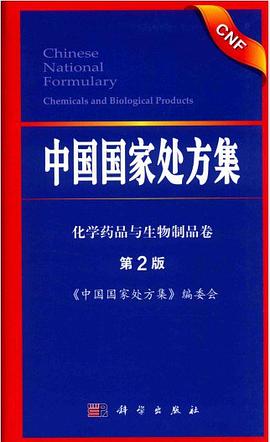 CNF
Chinese
National
Formulary
Chemicals and Biological Products
中国国家处方集
化学药品与生物制品卷
第2版
《中国国家处方集》编委会
科学出版社